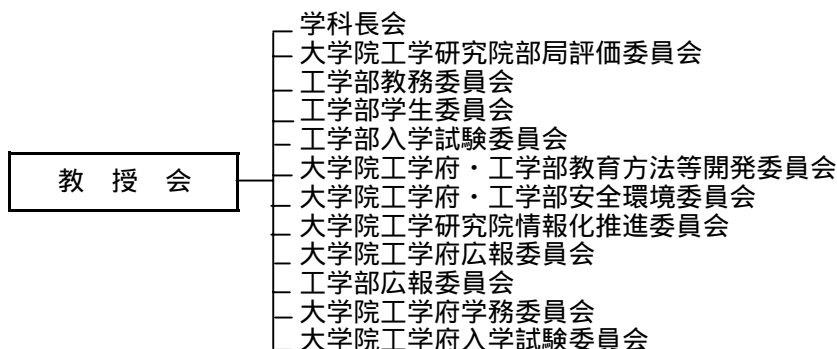 学科長会
大学院工学研究院部局評価委員会
工学部教務委員会
工学部学生委員会
工学部入学試験委員会
教 授 会
大学院工学府・工学部教育方法等開発委員会
大学院工学府・工学部安全環境委員会
大学院工学研究院情報化推進委員会
大学院工学府広報委員会
工学部広報委員会
大学院工学府学務委員会
大学院工学府入学試験委員会